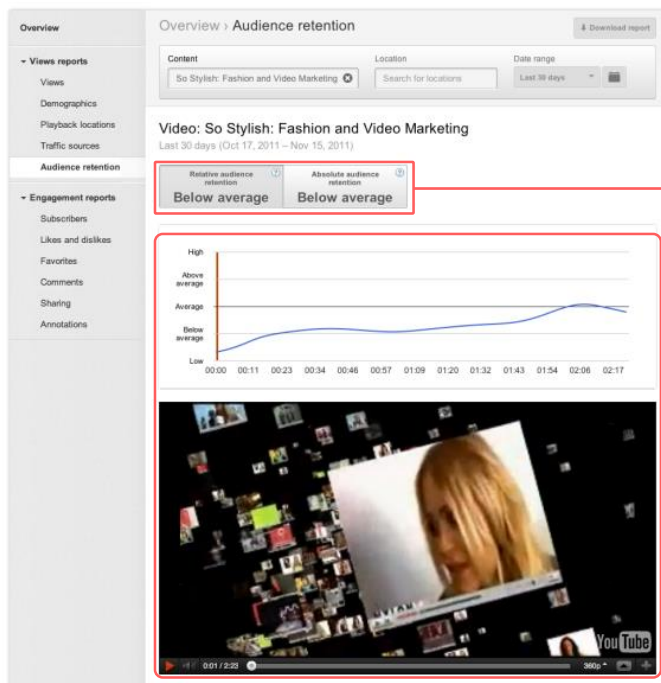 Overview
Views reports
Views
Demographics
Playback locations
Traffic sources
Audience retention
Engagement reports
Subscribers
Likes and dislikes
Favorites
Comments
Sharing
Annotations
Overview › Audience retention
Download report
Content
Location
Date range
So Stylish: Fashion and Video Marketing
Search for locations
Last 30 days
Video: So Stylish: Fashion and Video Marketing
Last 30 days (Oct 17, 2011 – Nov 15, 2011)
Relative audience
retention
?
Below average
Absolute audience
retention
?
Below average
High
Above
average
Average
Below
average
Low
00:00 00:11 00:23 00:34 00:46 00:57 01:09 01:20 01:32 01:43 01:54 02:06 02:17
NYLON
You Tube
0:01 / 2:23
360p